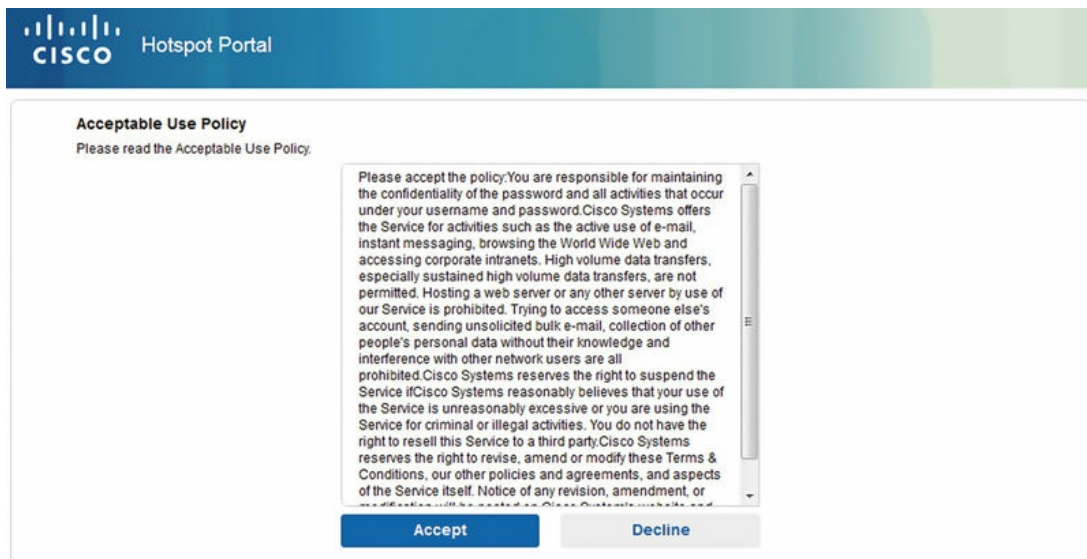 CISCO
Hotspot Portal
Acceptable Use Policy
Please read the Acceptable Use Policy.
Please accept the policy:You are responsible for maintaining
the confidentiality of the password and all activities that occur
under your username and password.Cisco Systems offers
the Service for activities such as the active use of e-mail,
instant messaging, browsing the World Wide Web and
accessing corporate intranets. High volume data transfers,
especially sustained high volume data transfers, are not
permitted. Hosting a web server or any other server by use of
our Service is prohibited. Trying to access someone else's
account, sending unsolicited bulk e-mail, collection of other
people's personal data without their knowledge and
interference with other network users are all
prohibited.Cisco Systems reserves the right to suspend the
Service ifCisco Systems reasonably believes that your use of
the Service is unreasonably excessive or you are using the
Service for criminal or illegal activities. You do not have the
right to resell this Service to a third party.Cisco Systems
reserves the right to revise, amend or modify these Terms &
Conditions, our other policies and agreements, and aspects
of the Service itself. Notice of any revision, amendment, or
modification will be posted on Cisco System's website and
Accept
Decline